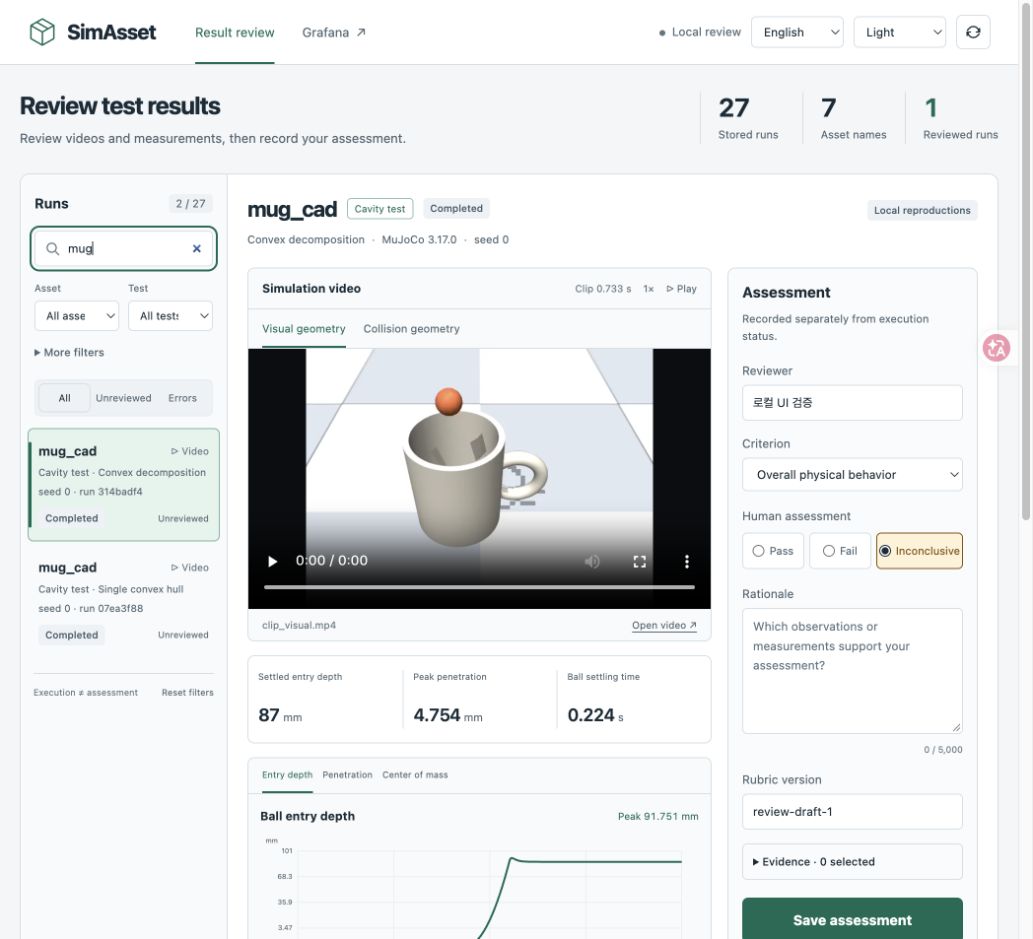 SimAsset
Result review
Grafana ↗
● Local review
English
Light
Review test results
Review videos and measurements, then record your assessment.
27
Stored runs
7
Asset names
1
Reviewed runs
Runs
2 / 27
mug
×
Asset
Test
All asse
All tests
▸ More filters
All
Unreviewed
Errors
mug_cad
▷ Video
Cavity test · Convex decomposition
seed 0 · run 314badf4
Completed
Unreviewed
mug_cad
▷ Video
Cavity test · Single convex hull
seed 0 · run 07ea3f88
Completed
Unreviewed
Execution ≠ assessment
Reset filters
mug_cad
Cavity test
Completed
Local reproductions
Convex decomposition · MuJoCo 3.17.0 · seed 0
Simulation video
Clip 0.733 s
1×
▷ Play
Visual geometry
Collision geometry
0:00 / 0:00
clip_visual.mp4
Open video ↗
Settled entry depth
87 mm
Peak penetration
4.754 mm
Ball settling time
0.224 s
Entry depth
Penetration
Center of mass
Ball entry depth
Peak 91.751 mm
mm
101
68.3
35.9
3.47
Assessment
Recorded separately from execution
status.
Reviewer
로컬 UI 검증
Criterion
Overall physical behavior
Human assessment
Pass
Fail
Inconclusive
Rationale
Which observations or
measurements support your
assessment?
0 / 5,000
Rubric version
review-draft-1
▸ Evidence · 0 selected
Save assessment